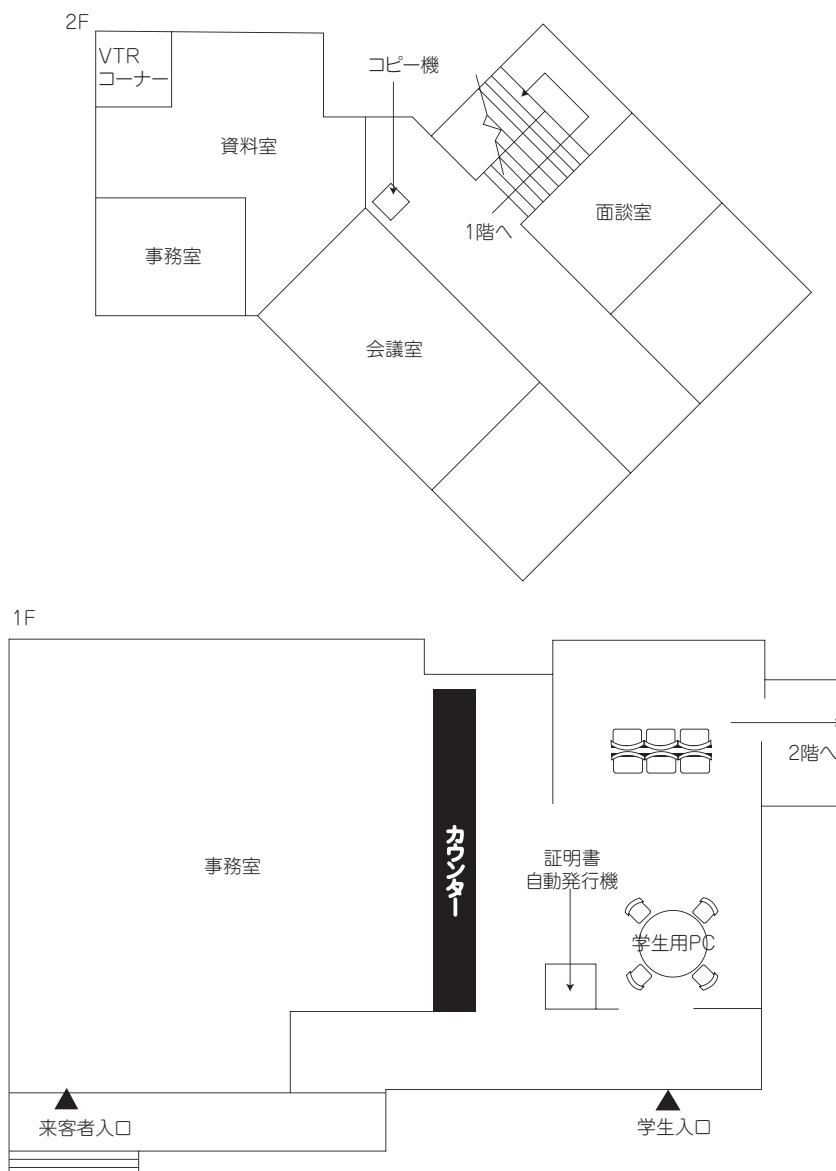 2F
VTR
コーナー
コピー機
資料室
1階へ
面談室
事務室
会議室
1F
2階へ
カウンター
事務室
証明書
自動発行機
学生用PC
来客者入口
学生入口